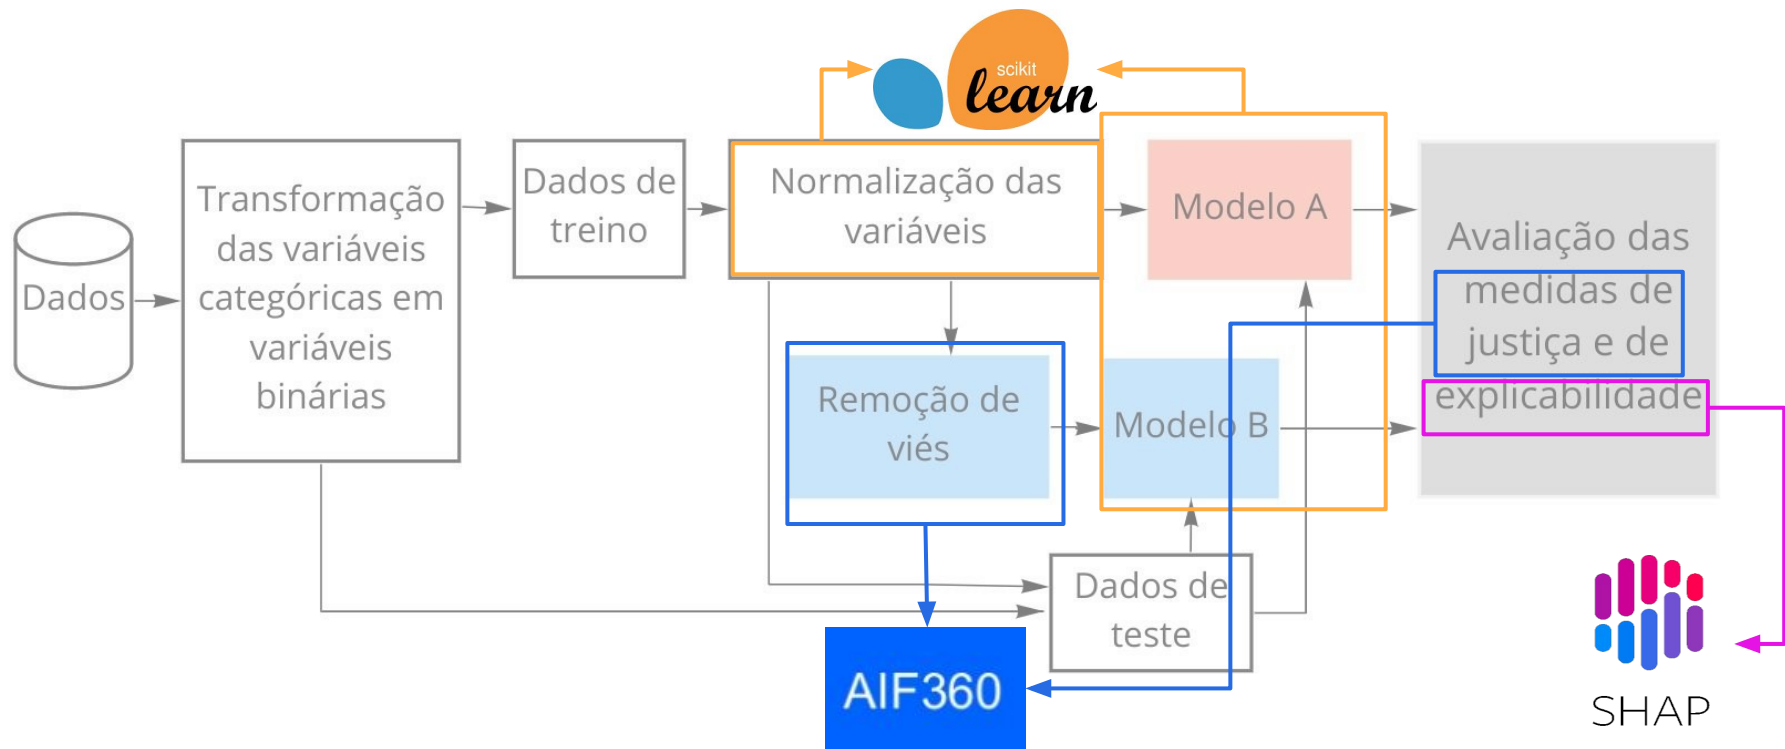 scikit
learn
Dados
Transformação
das variáveis
categóricas em
variáveis
binárias
Dados de
treino
Normalização das
variáveis
Modelo A
Remoção de
viés
Modelo B
Avaliação das
medidas de
justiça e de
explicabilidade
Dados de
teste
AIF360
SHAP